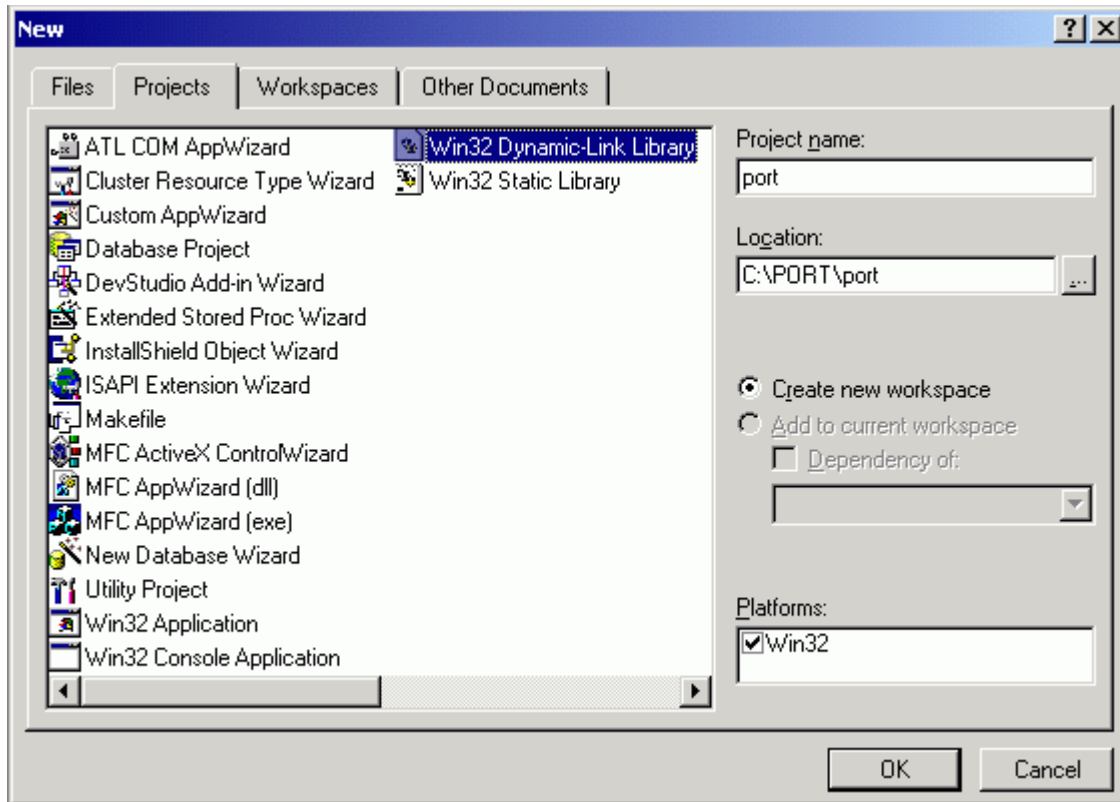 New
Files Projects Workspaces Other Documents
ATL COM AppWizard
Cluster Resource Type Wizard
Custom AppWizard
Database Project
DevStudio Add-in Wizard
Extended Stored Proc Wizard
InstallShield Object Wizard
ISAPI Extension Wizard
Makefile
MFC ActiveX ControlWizard
MFC AppWizard (dll)
MFC AppWizard (exe)
New Database Wizard
Utility Project
Win32 Application
Win32 Console Application
Win32 Dynamic-Link Library
Win32 Static Library
Project name:
port
Location:
C:\PORT\port
...
Create new workspace
Add to current workspace
Dependency of:
Platforms:
Win32
OK Cancel